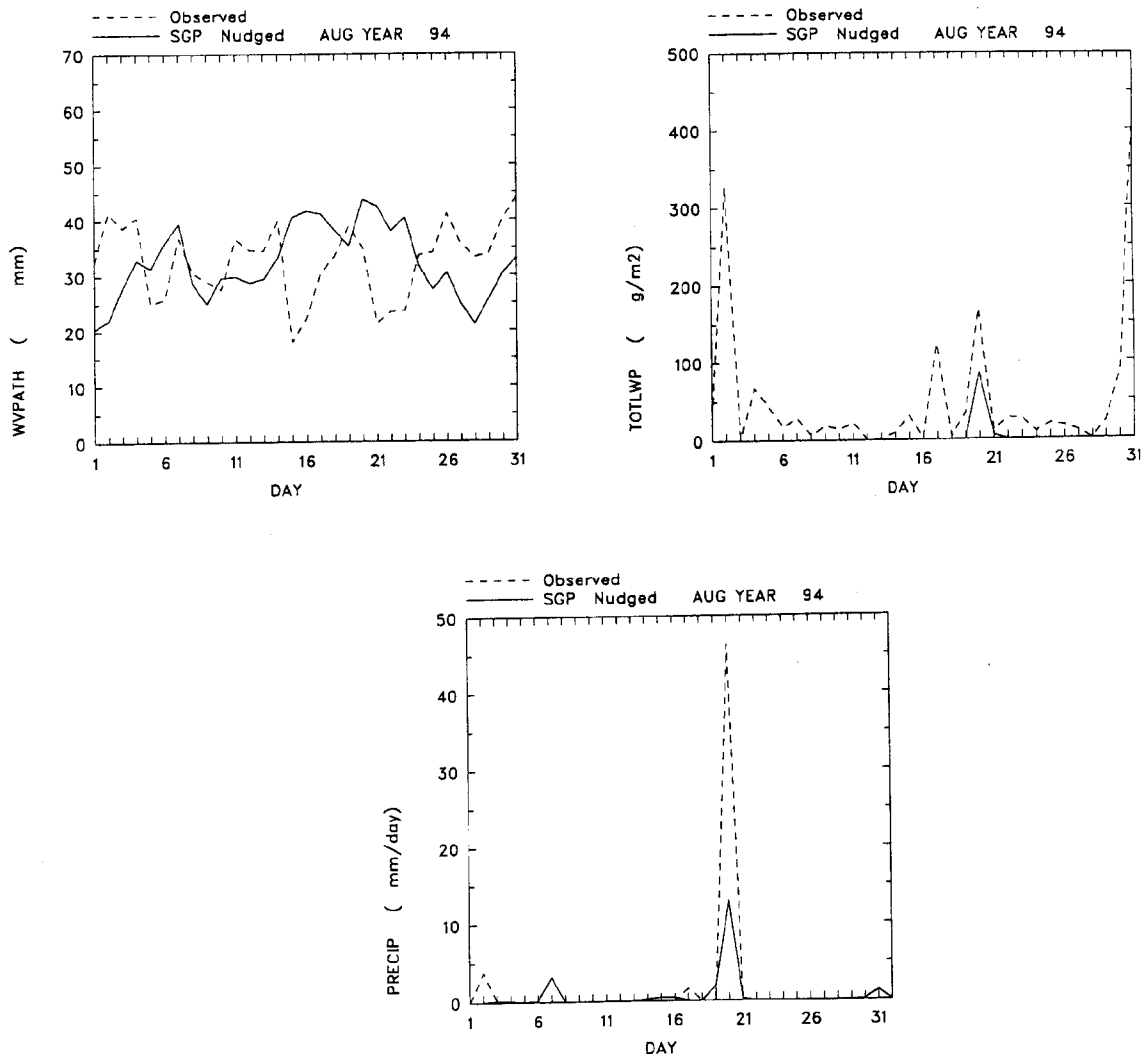 Observed
SGP Nudged AUG YEAR 94
70
60
50
40
30
20
10
0
WVPATH ( mm)
1 6 11 16 21 26 31
DAY
Observed
SGP Nudged AUG YEAR 94
500
400
300
200
100
0
TOTLWP ( g/m2)
1 6 11 16 21 26 31
DAY
Observed
SGP Nudged AUG YEAR 94
50
40
30
20
10
0
PRECIP ( mm/day)
1 6 11 16 21 26 31
DAY